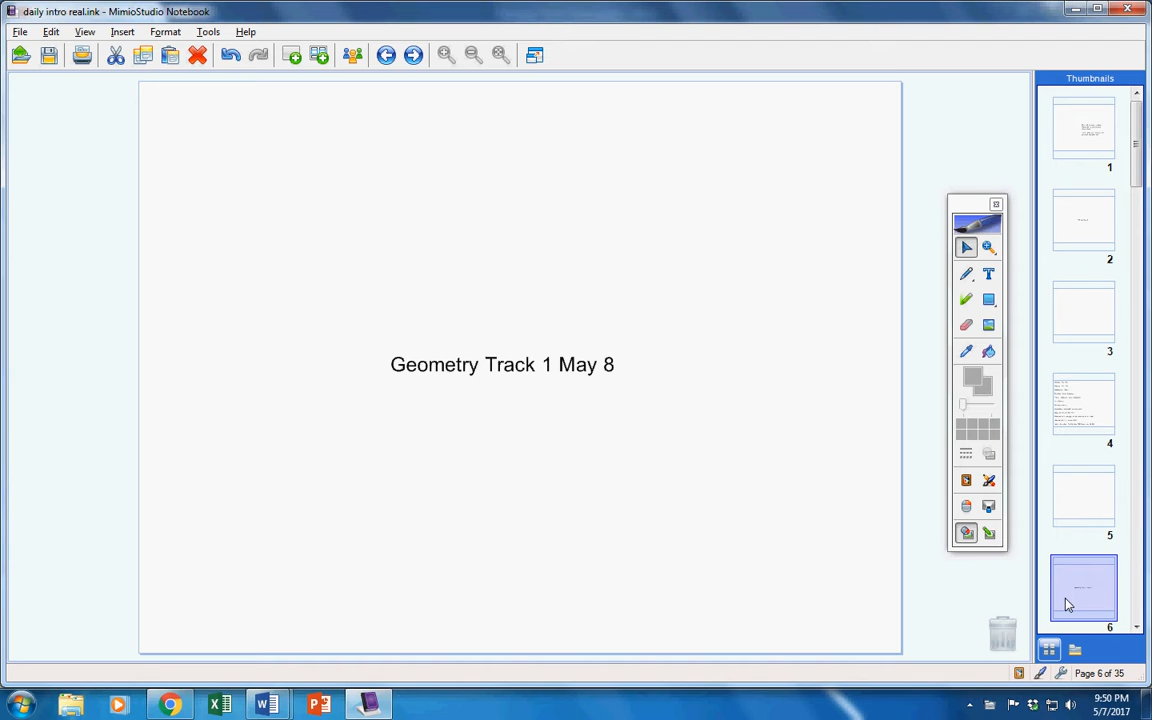 daily intro real.ink - MimioStudio Notebook
File Edit View Insert Format Tools Help
Thumbnails
1
2
3
4
5
6
Geometry Track 1 May 8
T
Page 6 of 35
9:50 PM
5/7/2017